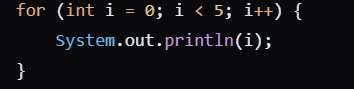 for (int i = 0; i < 5; i++) {
    System.out.println(i);
}